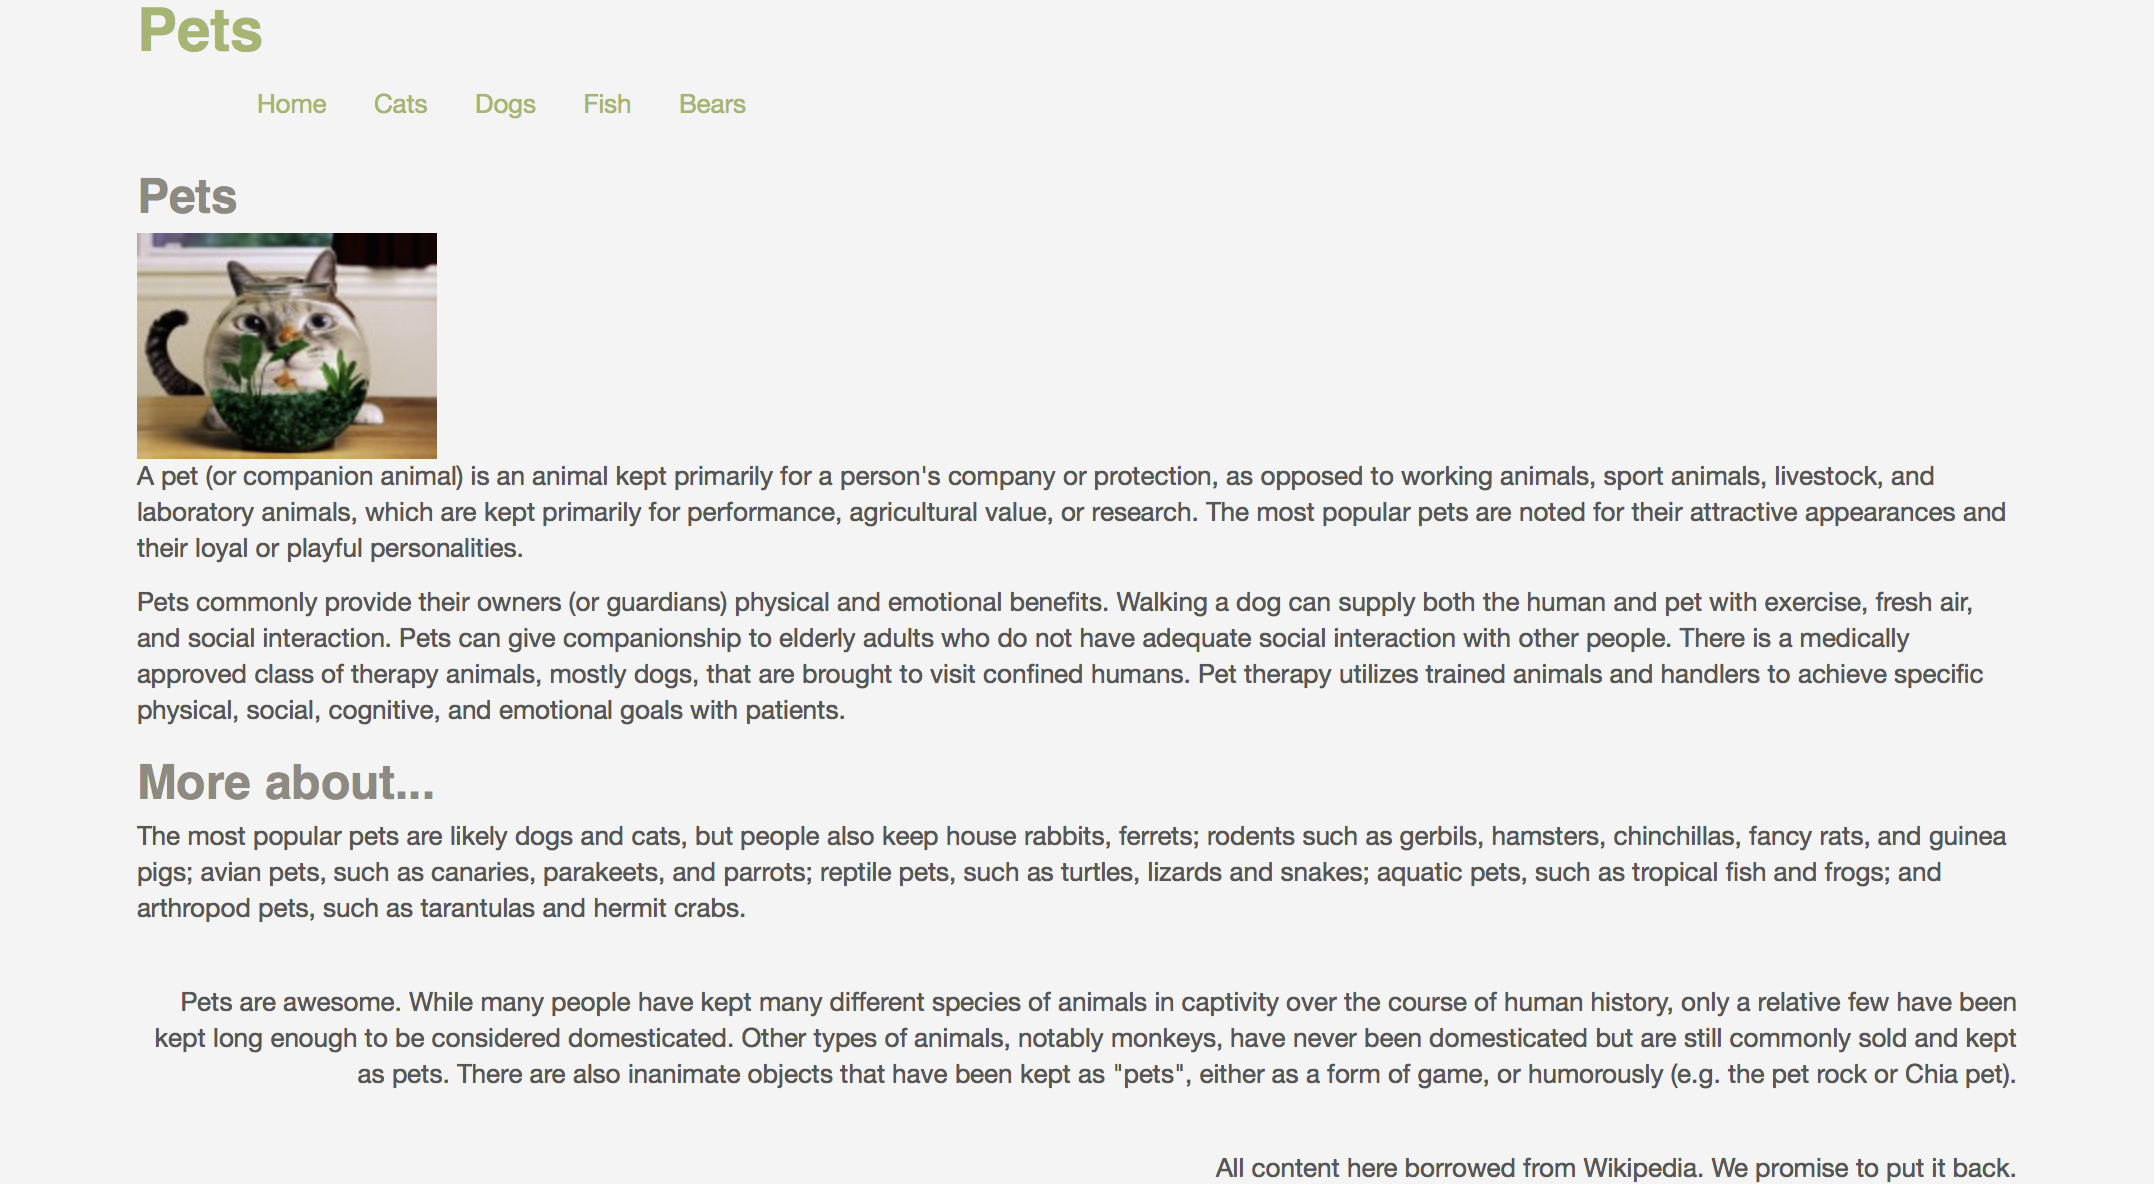 Pets
Home Cats Dogs Fish Bears
Pets
A pet (or companion animal) is an animal kept primarily for a person's company or protection, as opposed to working animals, sport animals, livestock, and
laboratory animals, which are kept primarily for performance, agricultural value, or research. The most popular pets are noted for their attractive appearances and
their loyal or playful personalities.
Pets commonly provide their owners (or guardians) physical and emotional benefits. Walking a dog can supply both the human and pet with exercise, fresh air,
and social interaction. Pets can give companionship to elderly adults who do not have adequate social interaction with other people. There is a medically
approved class of therapy animals, mostly dogs, that are brought to visit confined humans. Pet therapy utilizes trained animals and handlers to achieve specific
physical, social, cognitive, and emotional goals with patients.
More about...
The most popular pets are likely dogs and cats, but people also keep house rabbits, ferrets; rodents such as gerbils, hamsters, chinchillas, fancy rats, and guinea
pigs; avian pets, such as canaries, parakeets, and parrots; reptile pets, such as turtles, lizards and snakes; aquatic pets, such as tropical fish and frogs; and
arthropod pets, such as tarantulas and hermit crabs.
Pets are awesome. While many people have kept many different species of animals in captivity over the course of human history, only a relative few have been
kept long enough to be considered domesticated. Other types of animals, notably monkeys, have never been domesticated but are still commonly sold and kept
as pets. There are also inanimate objects that have been kept as "pets", either as a form of game, or humorously (e.g. the pet rock or Chia pet).
All content here borrowed from Wikipedia. We promise to put it back.